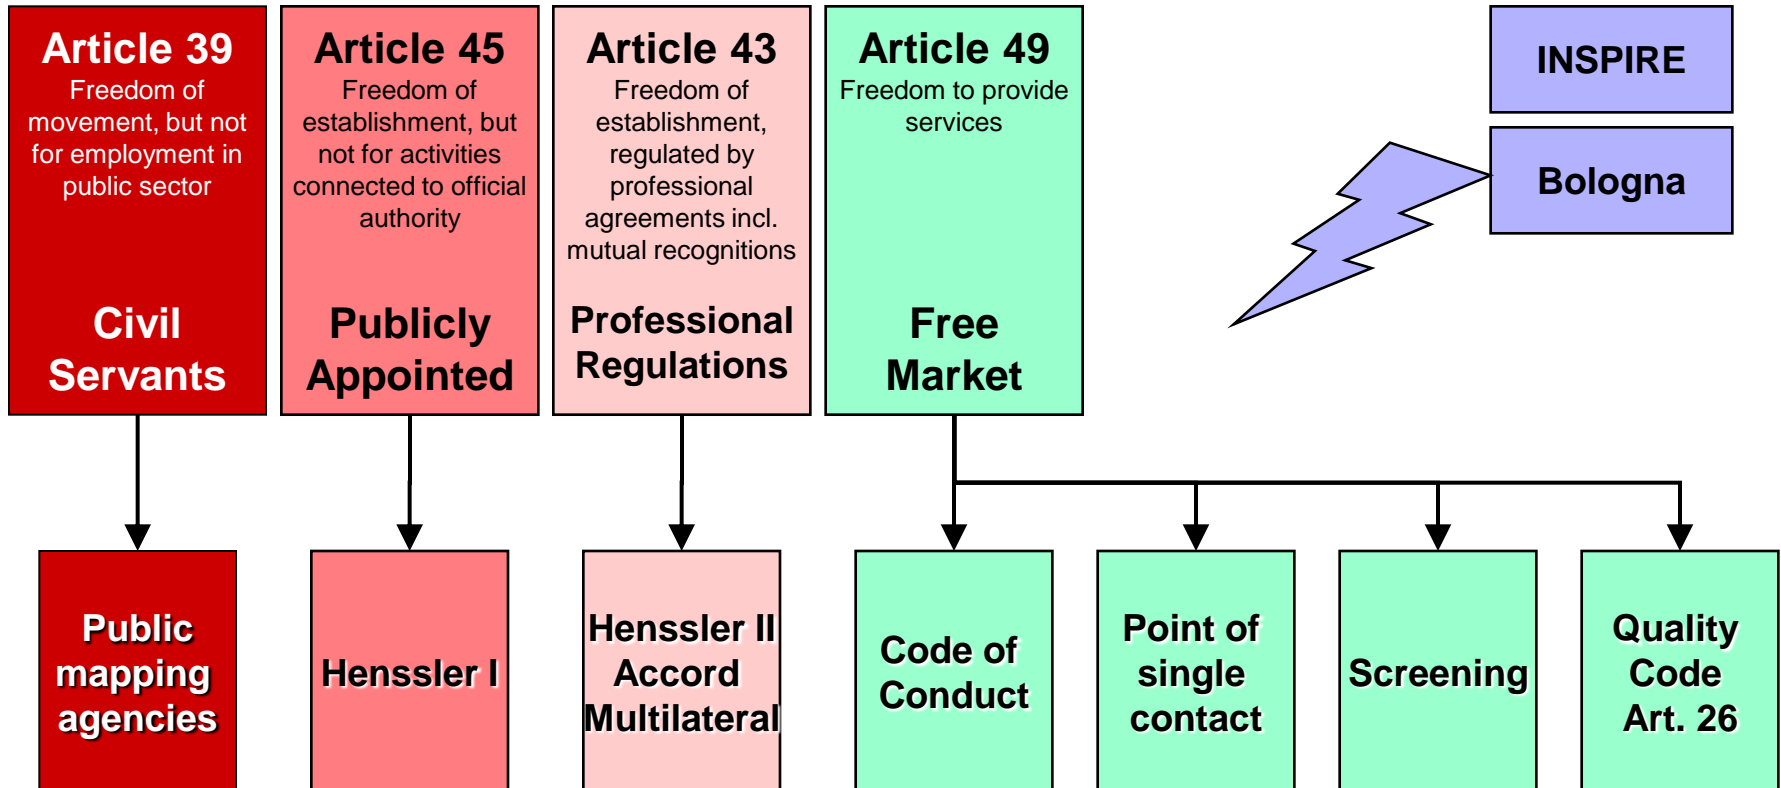 Article 39
Freedom of
movement, but not
for employment in
public sector
Civil
Servants
Article 45
Freedom of
establishment, but
not for activities
connected to official
authority
Publicly
Appointed
Article 43
Freedom of
establishment,
regulated by
professional
agreements incl.
mutual recognitions
Professional
Regulations
Article 49
Freedom to provide
services
Free
Market
INSPIRE
Bologna
Public
mapping
agencies
Henssler I
Henssler II
Accord
Multilateral
Code of
Conduct
Point of
single
contact
Screening
Quality
Code
Art. 26